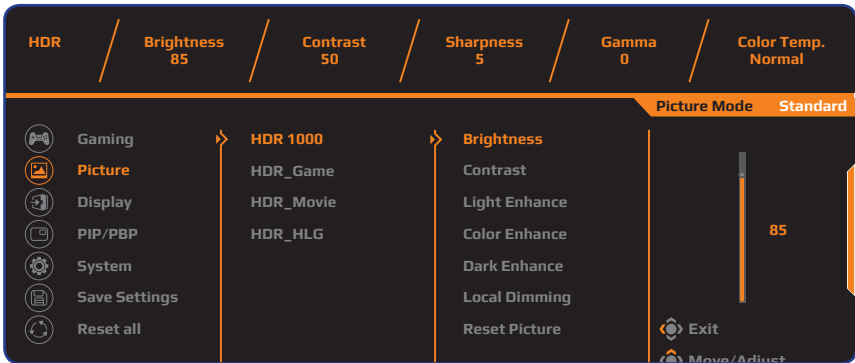 HDR Brightness Contrast Sharpness Gamma Color Temp.
85 50 5 0 Normal
Picture Mode Standard
Gaming HDR 1000 Brightness
Picture HDR_Game Contrast
Display HDR_Movie Light Enhance
PIP/PBP HDR_HLG Color Enhance 85
System Dark Enhance
Save Settings Local Dimming
Reset all Reset Picture Exit
Move/Adjust